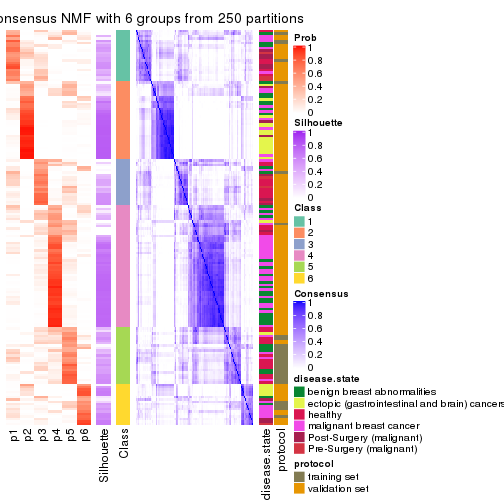 onsensus NMF with 6 groups from 250 partitions
Prob
1
0.8
0.6
0.4
0.2
0
Silhouette
1
0.8
0.6
0.4
0.2
0
Class
1
2
3
4
5
6
Consensus
1
0.8
0.6
0.4
0.2
0
disease.state
benign breast abnormalities
ectopic (gastrointestinal and brain) cancers
healthy
malignant breast cancer
Post-Surgery (malignant)
Pre-Surgery (malignant)
protocol
training set
validation set
p1
p2
p3
p4
p5
p6
Silhouette
Class
disease.state
protocol